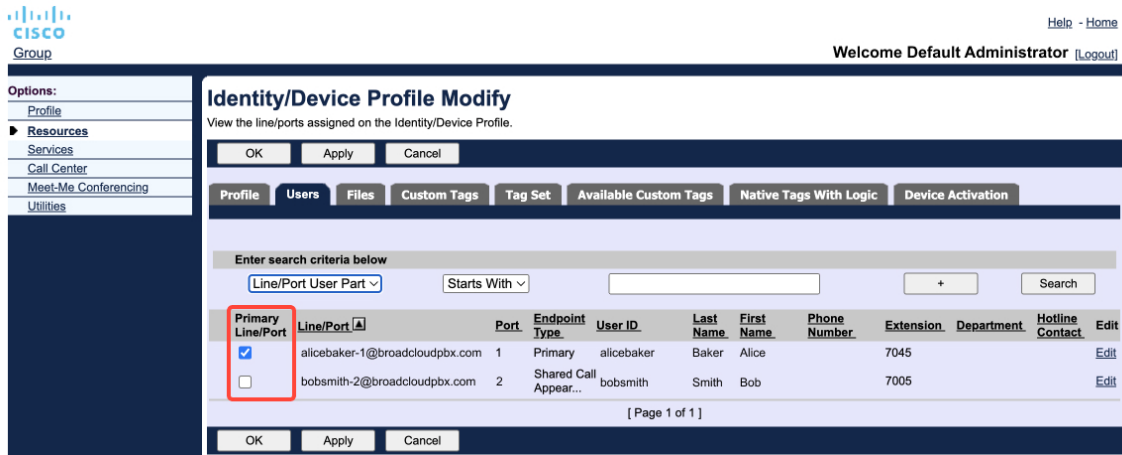 CISCO
Help - Home
Group
Welcome Default Administrator [Logout]
Options:
Profile
Resources
Services
Call Center
Meet-Me Conferencing
Utilities
Identity/Device Profile Modify
View the line/ports assigned on the Identity/Device Profile.
OK Apply Cancel
Profile Users Files Custom Tags Tag Set Available Custom Tags Native Tags With Logic Device Activation
Enter search criteria below
Line/Port User Part Starts With + Search
Primary Line/Port Line/Port Port Endpoint Type User ID Last Name First Name Phone Number Extension Department Hotline Contact Edit
alicebaker-1@broadcloudpbx.com 1 Primary alicebaker Baker Alice 7045 Edit
bobsmith-2@broadcloudpbx.com 2 Shared Call Appear... bobsmith Smith Bob 7005 Edit
[ Page 1 of 1 ]
OK Apply Cancel